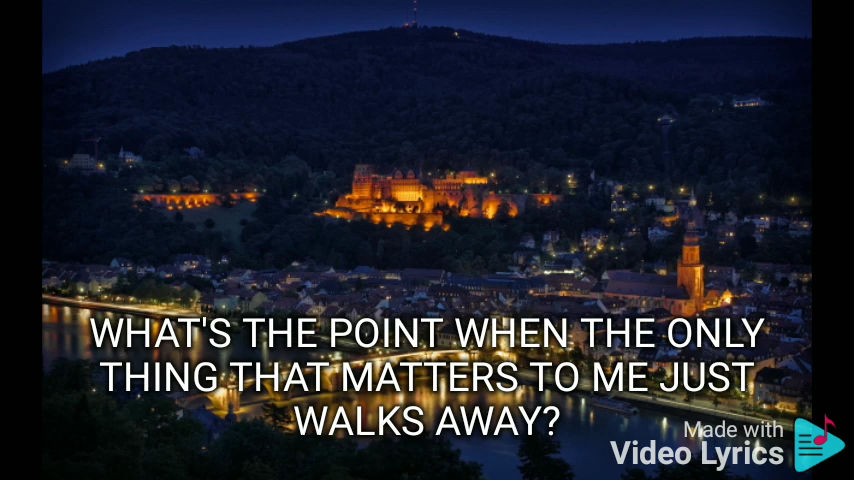 WHAT'S THE POINT WHEN THE ONLY
THING THAT MATTERS TO ME JUST
WALKS AWAY?
Made with
Video Lyrics